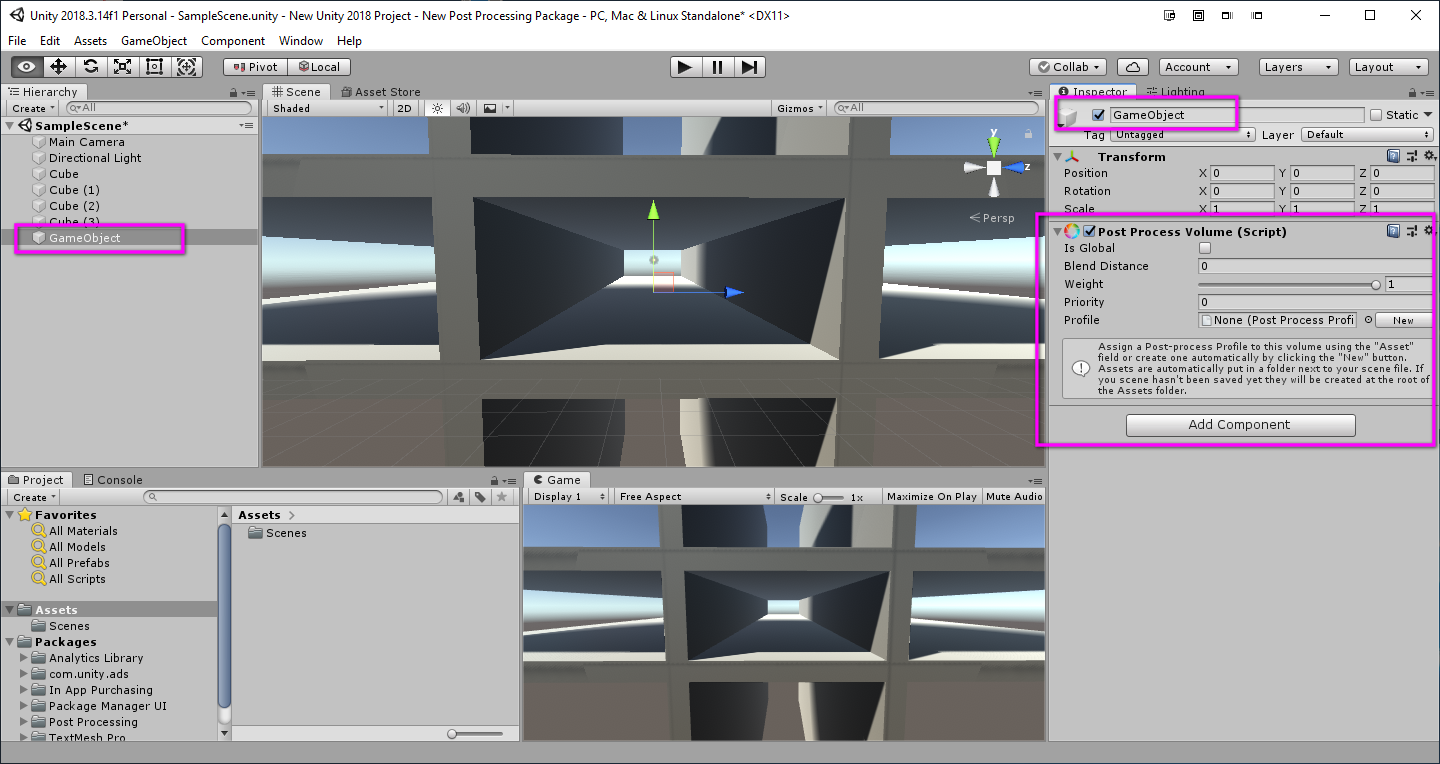 Unity 2018.3.14f1 Personal - SampleScene.unity - New Unity 2018 Project - New Post Processing Package - PC, Mac & Linux Standalone* <DX11>
File Edit Assets GameObject Component Window Help
Pivot Local Collab Account Layers Layout
Hierarchy
Create All
SampleScene*
Main Camera
Directional Light
Cube
Cube (1)
Cube (2)
Cube (3)
GameObject
Scene Asset Store
Shaded 2D Gizmos All
y
z
Persp
Inspector Lighting
GameObject Static
Tag Untagged Layer Default
Transform
Position X 0 Y 0 Z 0
Rotation X 0 Y 0 Z 0
Scale X 1 Y 1 Z 1
Post Process Volume (Script)
Is Global
Blend Distance 0
Weight 1
Priority 0
Profile None (Post Process Profi New
Assign a Post-process Profile to this volume using the "Asset"
field or create one automatically by clicking the "New" button.
Assets are automatically put in a folder next to your scene file. If
you scene hasn't been saved yet they will be created at the root of
the Assets folder.
Add Component
Project Console
Create
Favorites
All Materials
All Models
All Prefabs
All Scripts
Assets
Scenes
Packages
Analytics Library
com.unity.ads
In App Purchasing
Package Manager UI
Post Processing
TextMesh Pro
Assets
Scenes
Game
Display 1 Free Aspect Scale 1x Maximize On Play Mute Audio